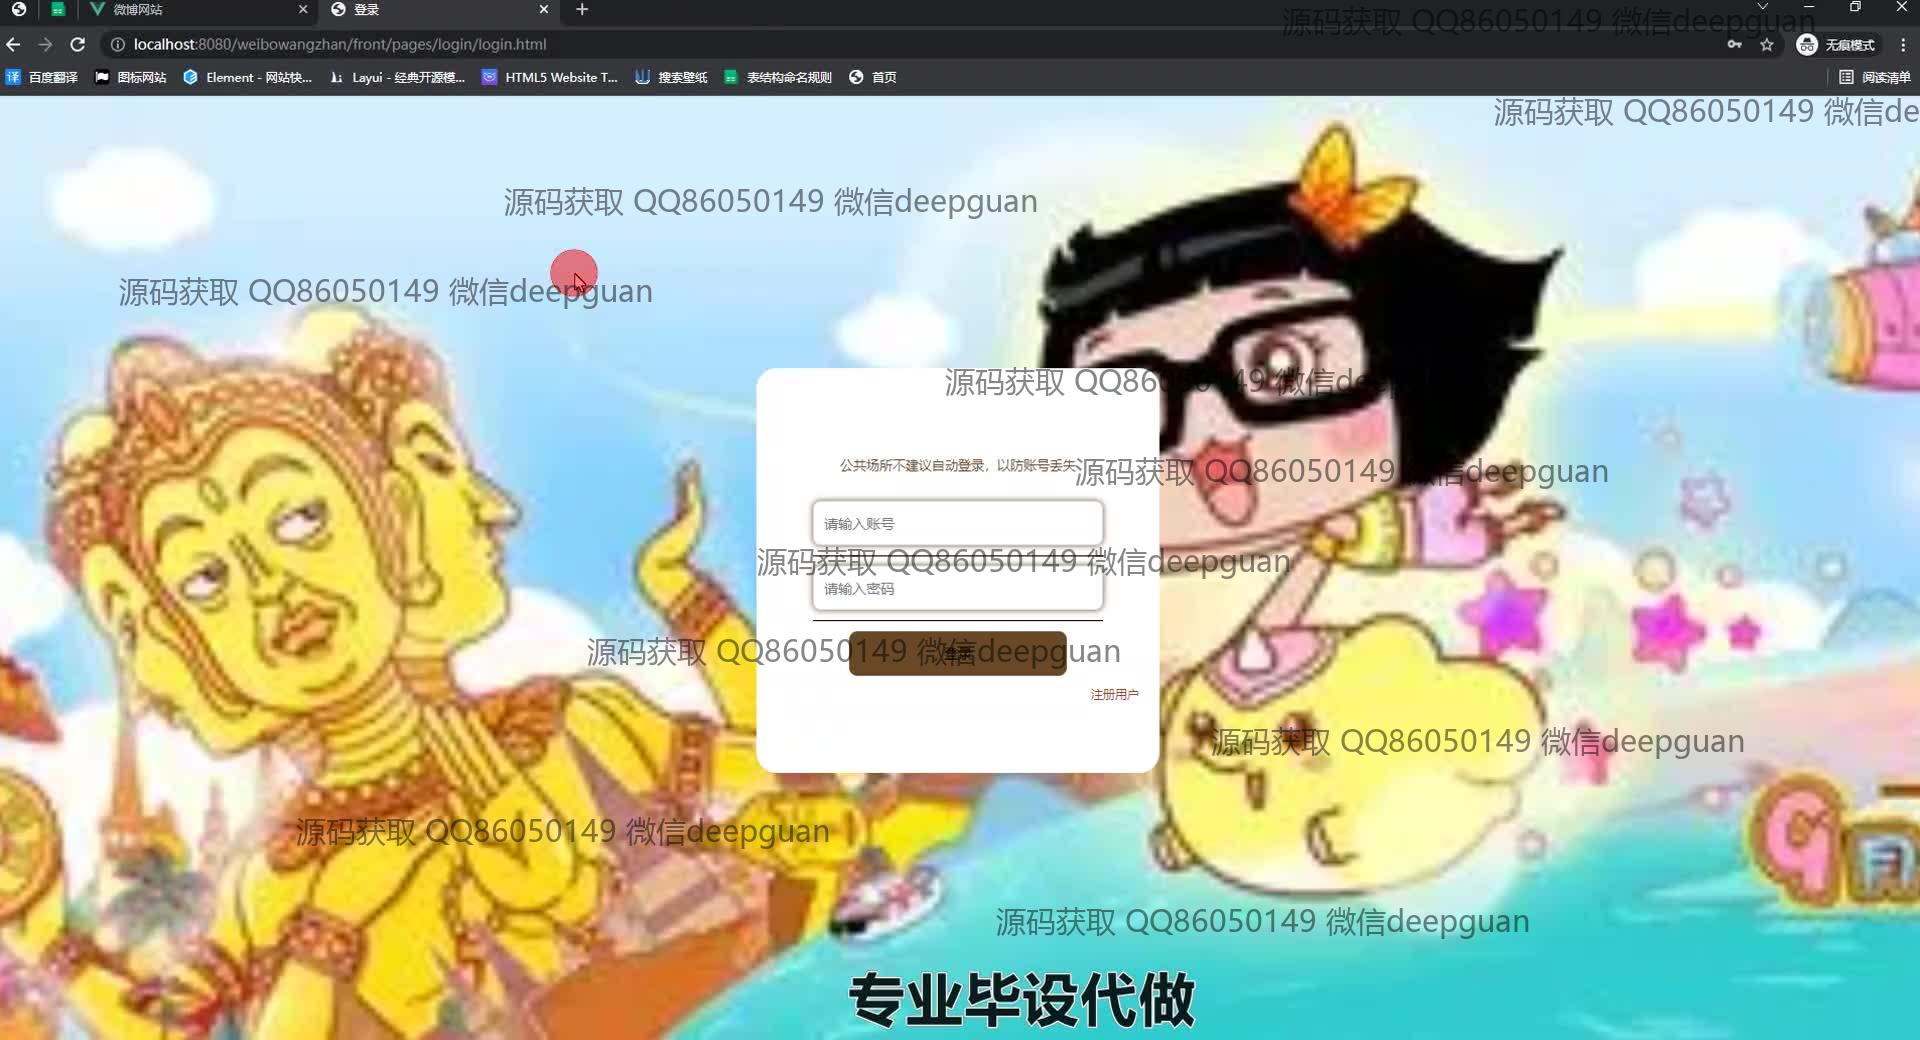 微博网站
登录
localhost:8080/weibowangzhan/front/pages/login/login.html
无痕模式
百度翻译
图标网站
Element - 网站快...
Layui - 经典开源模...
HTML5 Website T...
搜索壁纸
表结构命名规则
首页
阅读清单
源码获取 QQ86050149 微信deepguan
源码获取 QQ86050149 微信de
源码获取 QQ86050149 微信deepguan
源码获取 QQ86050149 微信deepguan
源码获取 QQ86050149 微信deepguan
公共场所不建议自动登录，以防账号丢失
源码获取 QQ86050149 微信deepguan
请输入账号
源码获取 QQ86050149 微信deepguan
请输入密码
源码获取 QQ86050149 微信deepguan
登录
注册用户
源码获取 QQ86050149 微信deepguan
源码获取 QQ86050149 微信deepguan
源码获取 QQ86050149 微信deepguan
专业毕设代做